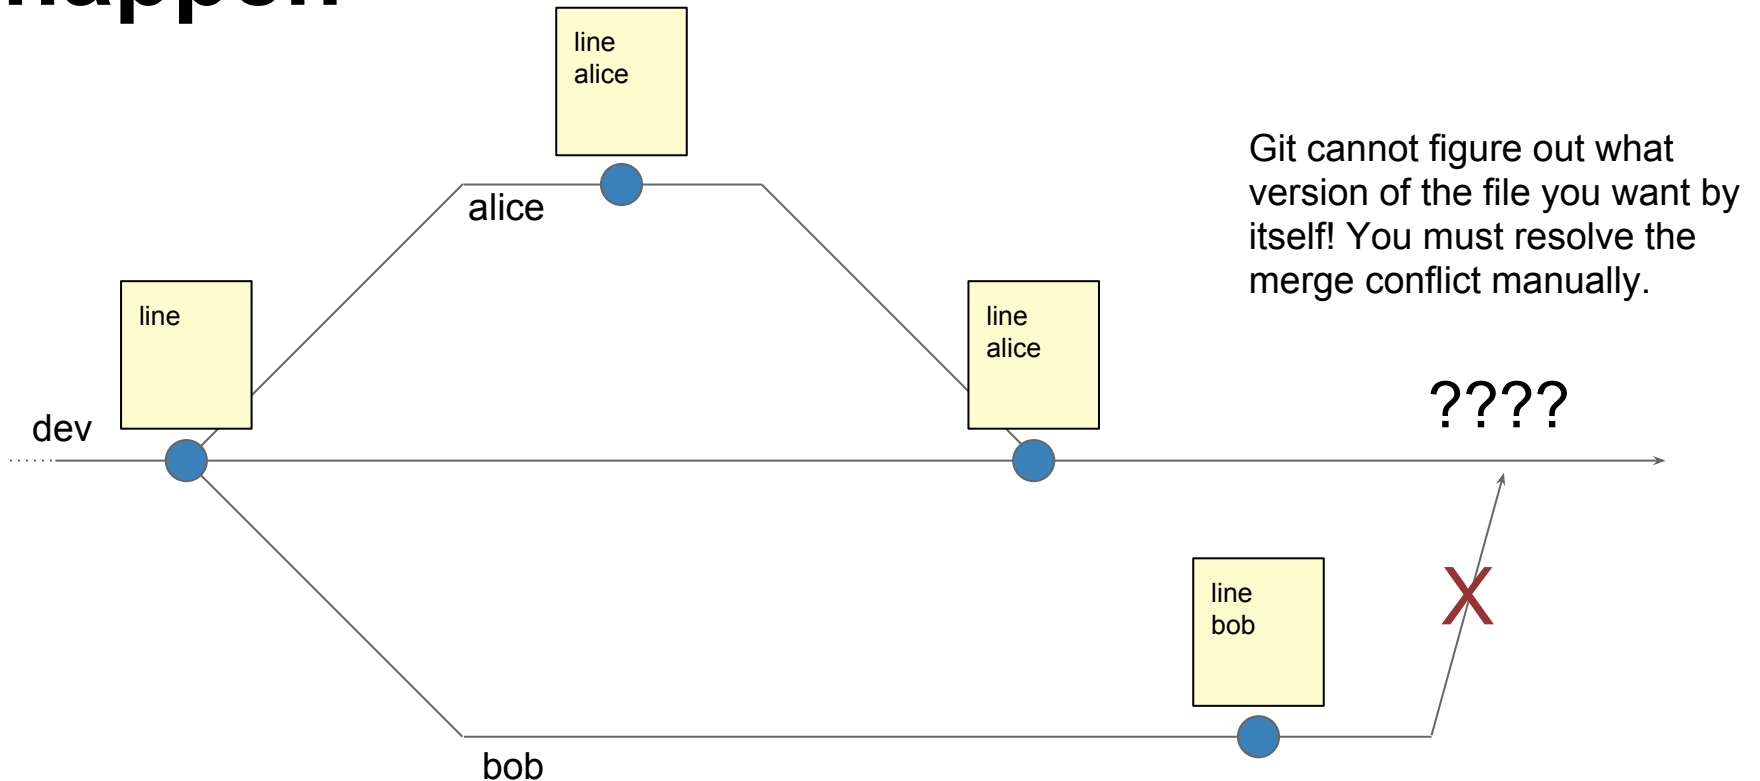 happen
line
alice
Git cannot figure out what
version of the file you want by
itself! You must resolve the
merge conflict manually.
alice
line
line
alice
????
dev
line
bob
X
bob